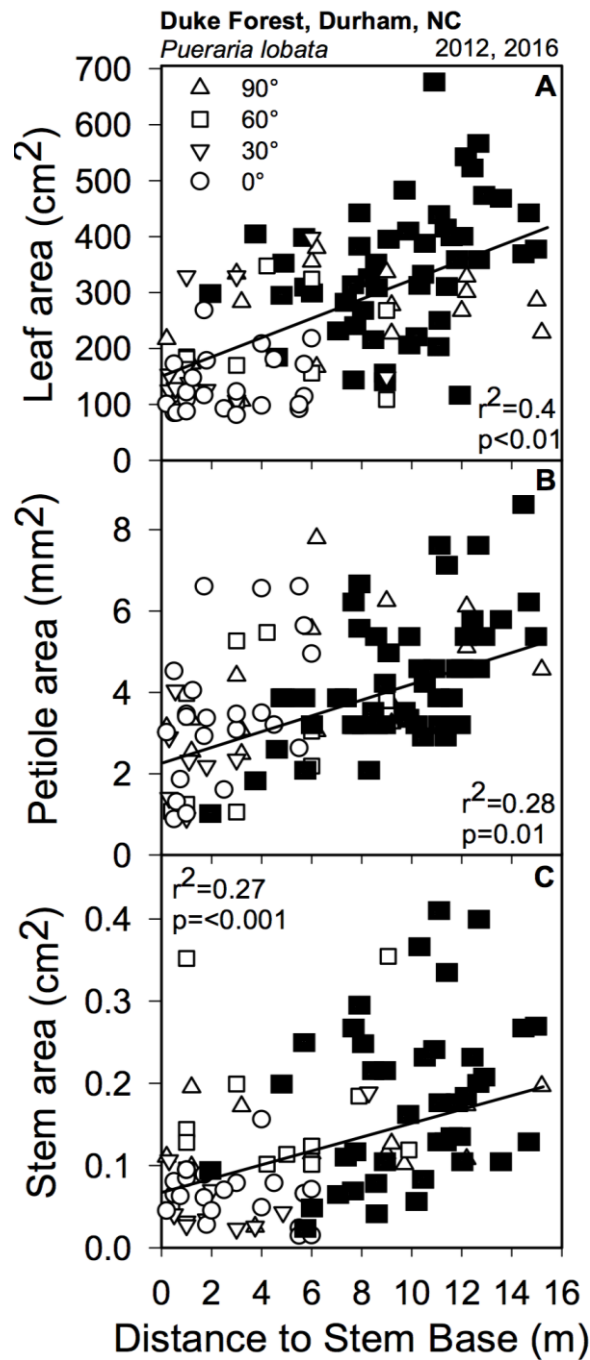 Duke Forest, Durham, NC
Pueraria lobata 2012, 2016
A
90°
60°
30°
0°
Leaf area (cm²)
700
600
500
400
300
200
100
0
r²=0.4
p<0.01
B
Petiole area (mm²)
8
6
4
2
0
r²=0.28
p=0.01
C
r²=0.27
p=<0.001
Stem area (cm²)
0.4
0.3
0.2
0.1
0.0
0 2 4 6 8 10 12 14 16
Distance to Stem Base (m)